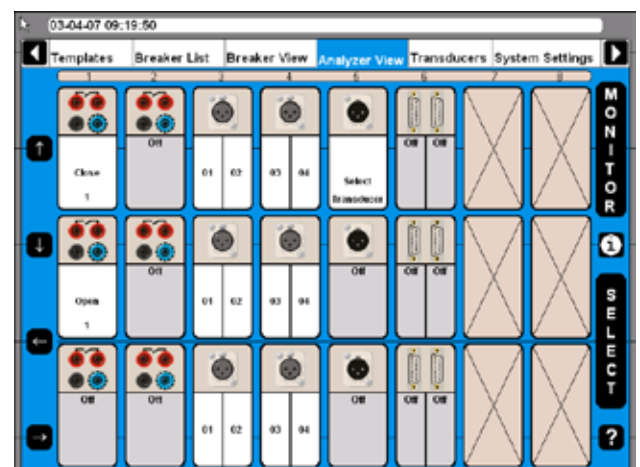 03-04-07 09:19:50
Templates Breaker List Breaker View Analyzer View Transducers System Settings
1 2 3 4 5 6 7 8
Close
1
Off
01 02 03 04
Select
Transducer
Off Off
Open
1
Off
01 02 03 04
Off
Off Off
Off
Off
01 02 03 04
Off
Off Off
MONITOR
i
SELECT
?